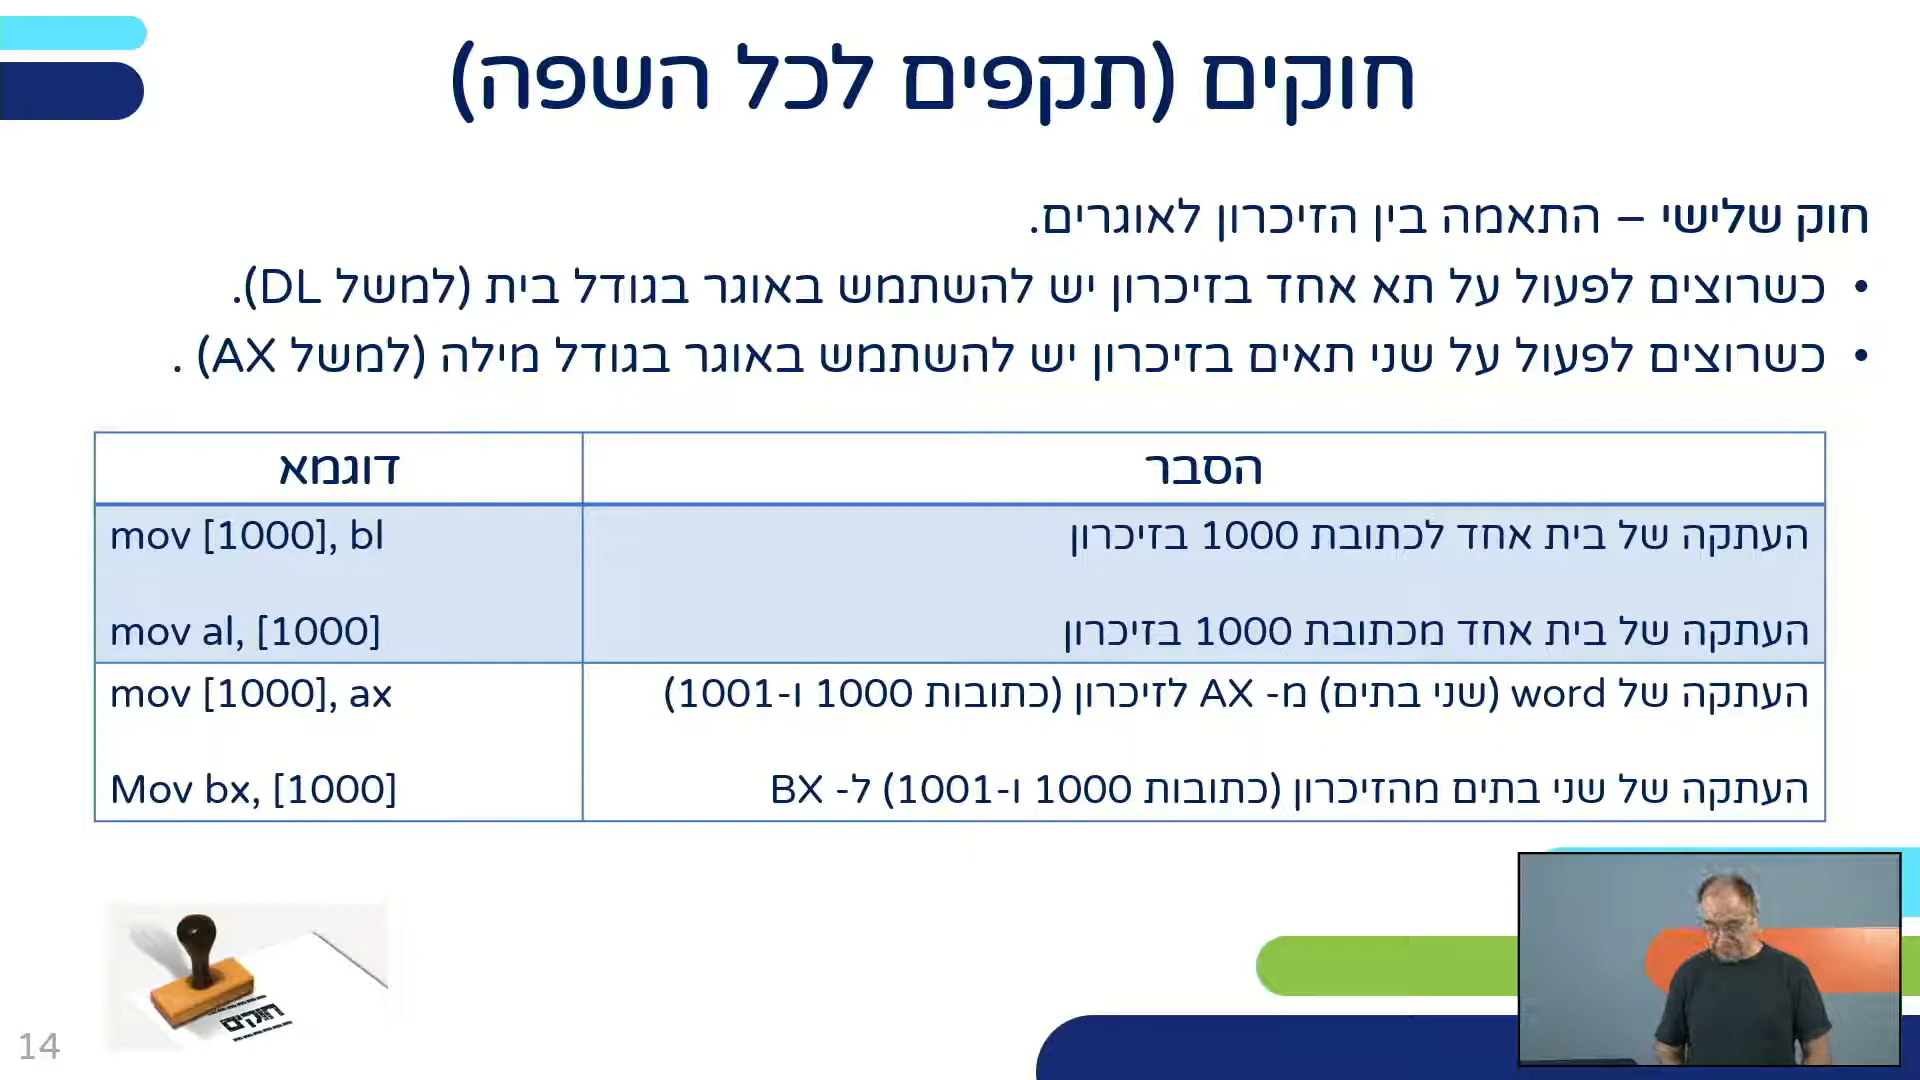 חוקים (תקפים לכל השפה)
חוק שלישי – התאמה בין הזיכרון לאוגרים.
• כשרוצים לפעול על תא אחד בזיכרון יש להשתמש באוגר בגודל בית (למשל DL).
• כשרוצים לפעול על שני תאים בזיכרון יש להשתמש באוגר בגודל מילה (למשל AX) .
הסבר דוגמא
העתקה של בית אחד לכתובת 1000 בזיכרון mov [1000], bl
העתקה של בית אחד מכתובת 1000 בזיכרון mov al, [1000]
העתקה של word (שני בתים) מ- AX לזיכרון (כתובות 1000 ו-1001) mov [1000], ax
העתקה של שני בתים מהזיכרון (כתובות 1000 ו-1001) ל- BX Mov bx, [1000]
חוקים
14